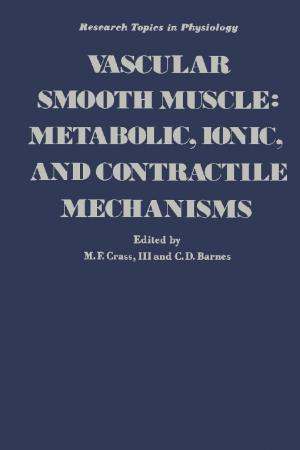 Research Topics in Physiology
VASCULAR
SMOOTH MUSCLE:
METABOLIC, IONIC,
AND CONTRACTILE
MECHANISMS
Edited by
M. F. Crass, III and C. D. Barnes